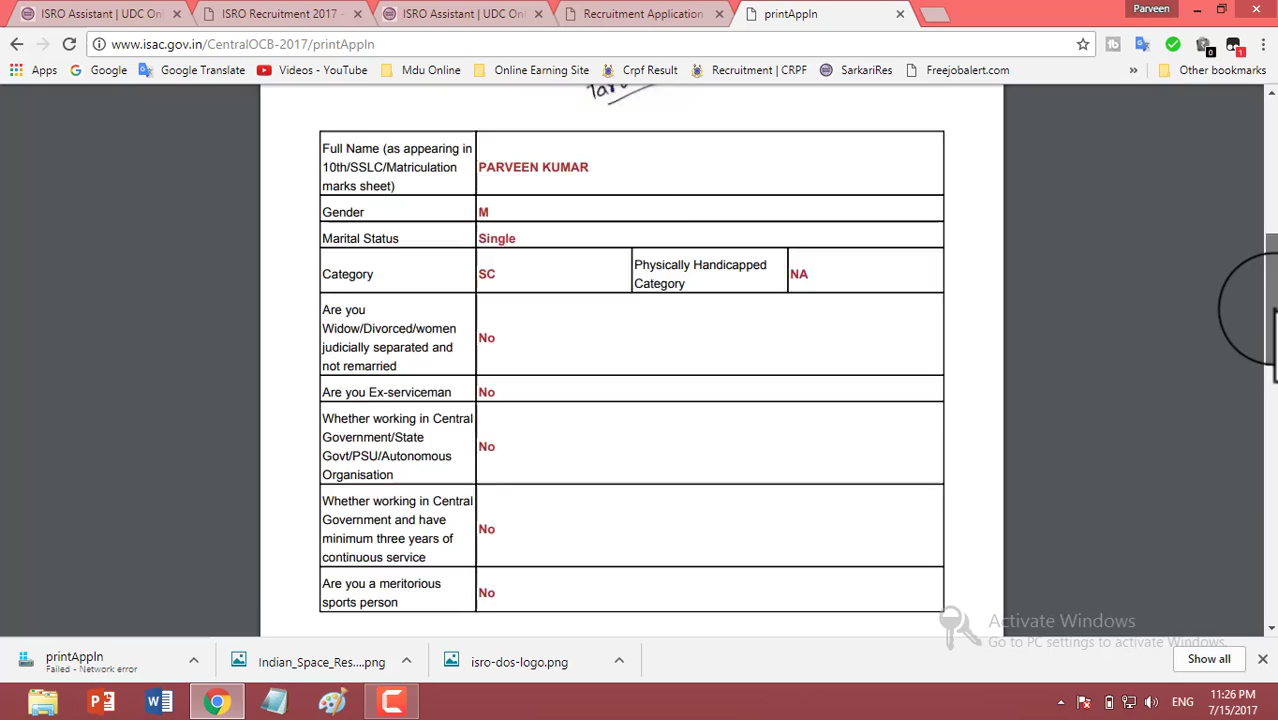 ISRO Assistant | UDC Onl
ISRO Recruitment 2017 -
ISRO Assistant | UDC Onl
Recruitment Application
printAppln
Parveen
www.isac.gov.in/CentralOCB-2017/printAppln
0
1
Apps
Google
Google Translate
Videos - YouTube
Mdu Online
Online Earning Site
Crpf Result
Recruitment | CRPF
SarkariRes
Freejobalert.com
»
Other bookmarks
Full Name (as appearing in
10th/SSLC/Matriculation
marks sheet)
PARVEEN KUMAR
Gender
M
Marital Status
Single
Category
SC
Physically Handicapped
Category
NA
Are you
Widow/Divorced/women
judicially separated and
not remarried
No
Are you Ex-serviceman
No
Whether working in Central
Government/State
Govt/PSU/Autonomous
Organisation
No
Whether working in Central
Government and have
minimum three years of
continuous service
No
Are you a meritorious
sports person
No
Activate Windows
Go to PC settings to activate Windows.
printAppln
Failed - Network error
Indian_Space_Res....png
isro-dos-logo.png
Show all
ENG
11:26 PM
7/15/2017